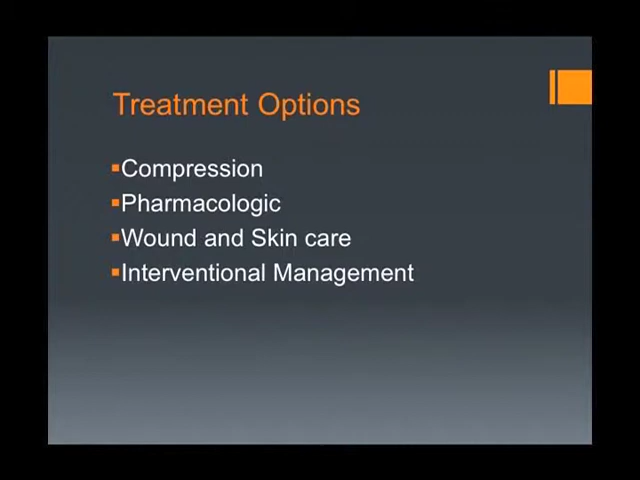 Treatment Options
▪Compression
▪Pharmacologic
▪Wound and Skin care
▪Interventional Management